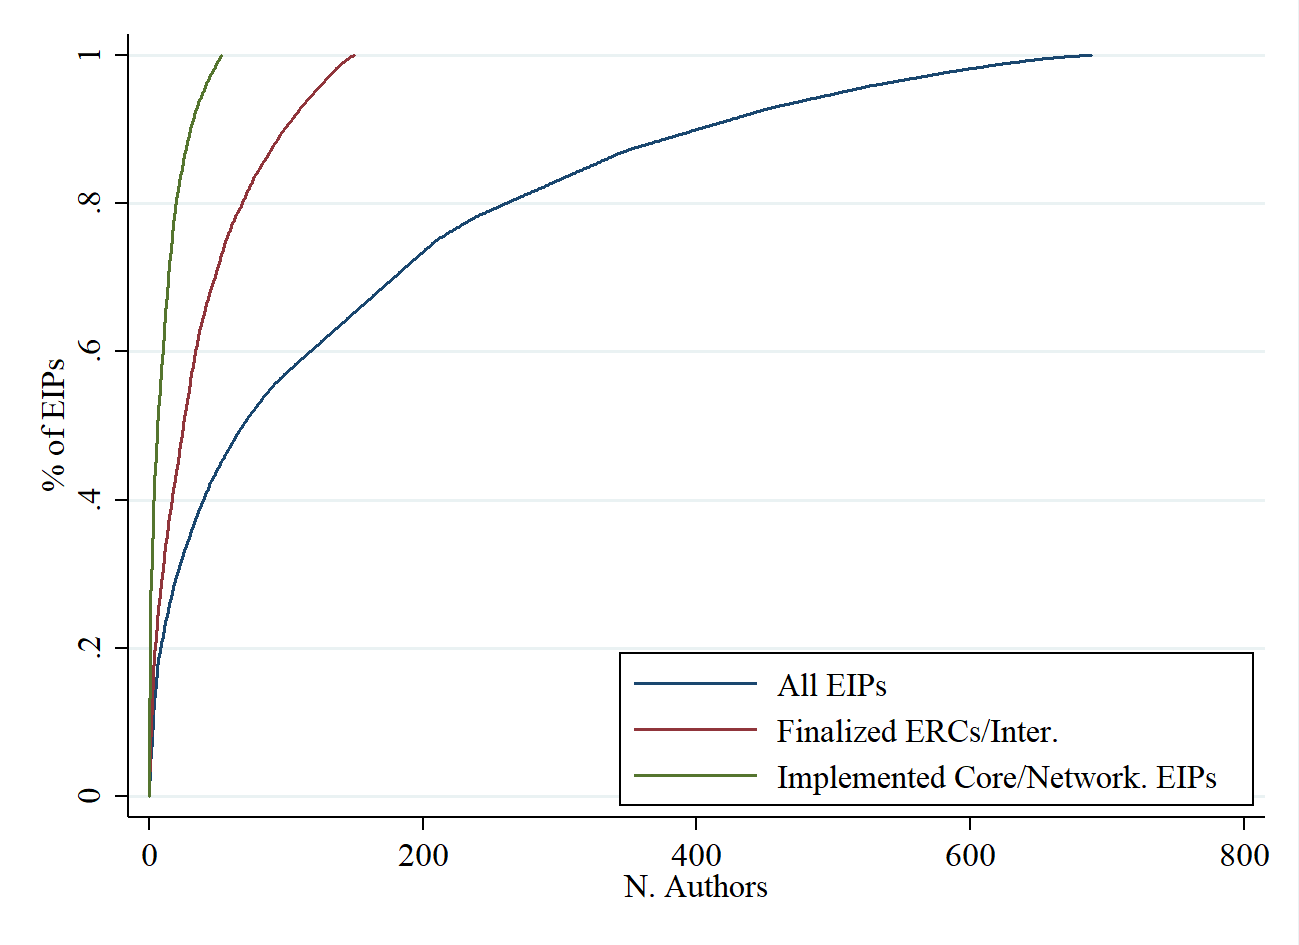 1
.8
.6
.4
.2
0
% of EIPs
0 200 400 600 800
N. Authors
All EIPs
Finalized ERCs/Inter.
Implemented Core/Network. EIPs